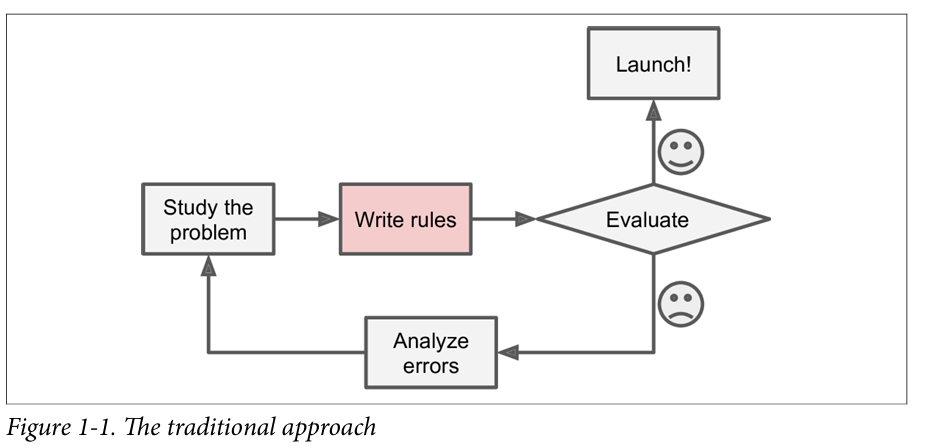 Launch!
Study the
problem
Write rules
Evaluate
Analyze
errors
Figure 1-1. The traditional approach